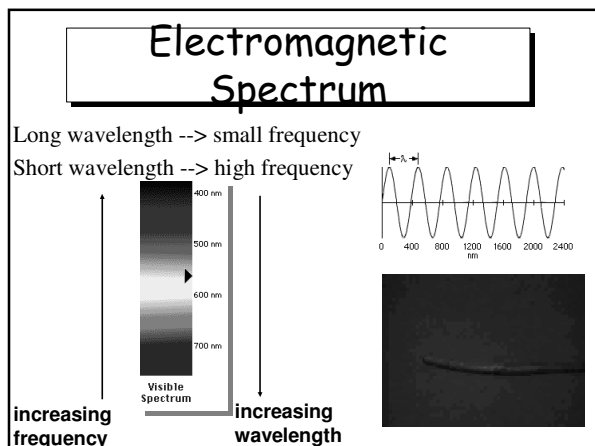 Electromagnetic
Spectrum
Long wavelength --> small frequency
Short wavelength --> high frequency
400 nm
500 nm
600 nm
700 nm
Visible
Spectrum
increasing
frequency
increasing
wavelength
λ
0 400 800 1240 1600 2000 2400
nm